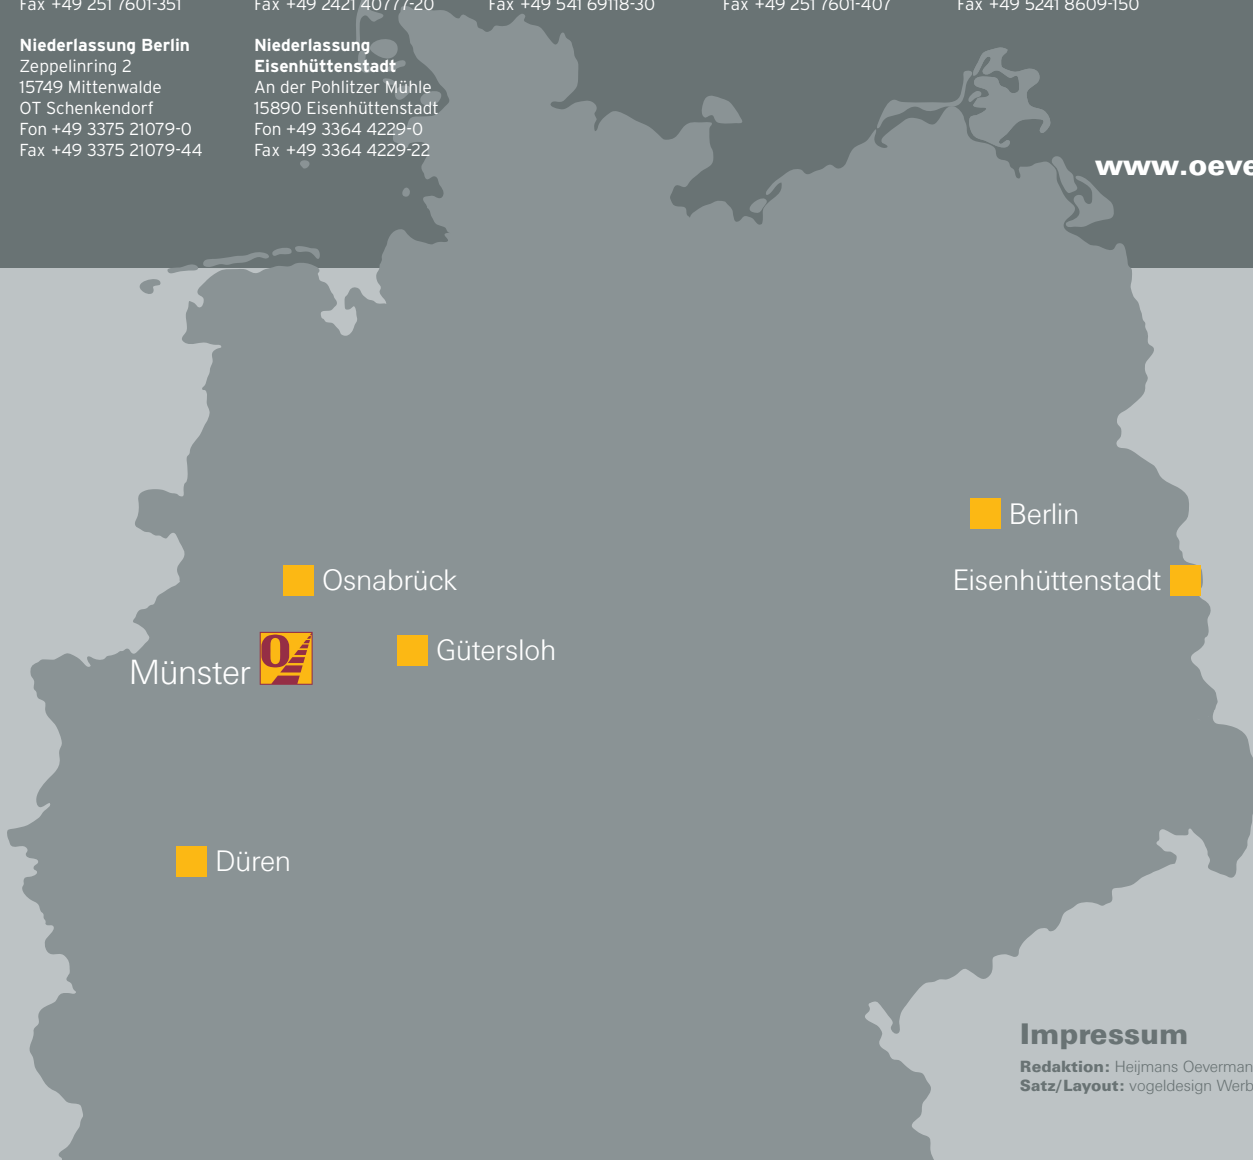 Fax +49 251 7601-351
Fax +49 2421 40777-20
Fax +49 541 69118-30
Fax +49 251 7601-407
Fax +49 5241 8609-150
Niederlassung Berlin
Zeppelinring 2
15749 Mittenwalde
OT Schenkendorf
Fon +49 3375 21079-0
Fax +49 3375 21079-44
Niederlassung
Eisenhüttenstadt
An der Pohlitzer Mühle
15890 Eisenhüttenstadt
Fon +49 3364 4229-0
Fax +49 3364 4229-22
www.oeve
Berlin
Osnabrück
Eisenhüttenstadt
Gütersloh
Münster
Düren
Impressum
Redaktion: Heijmans Oeverman
Satz/Layout: vogeldesign Werb